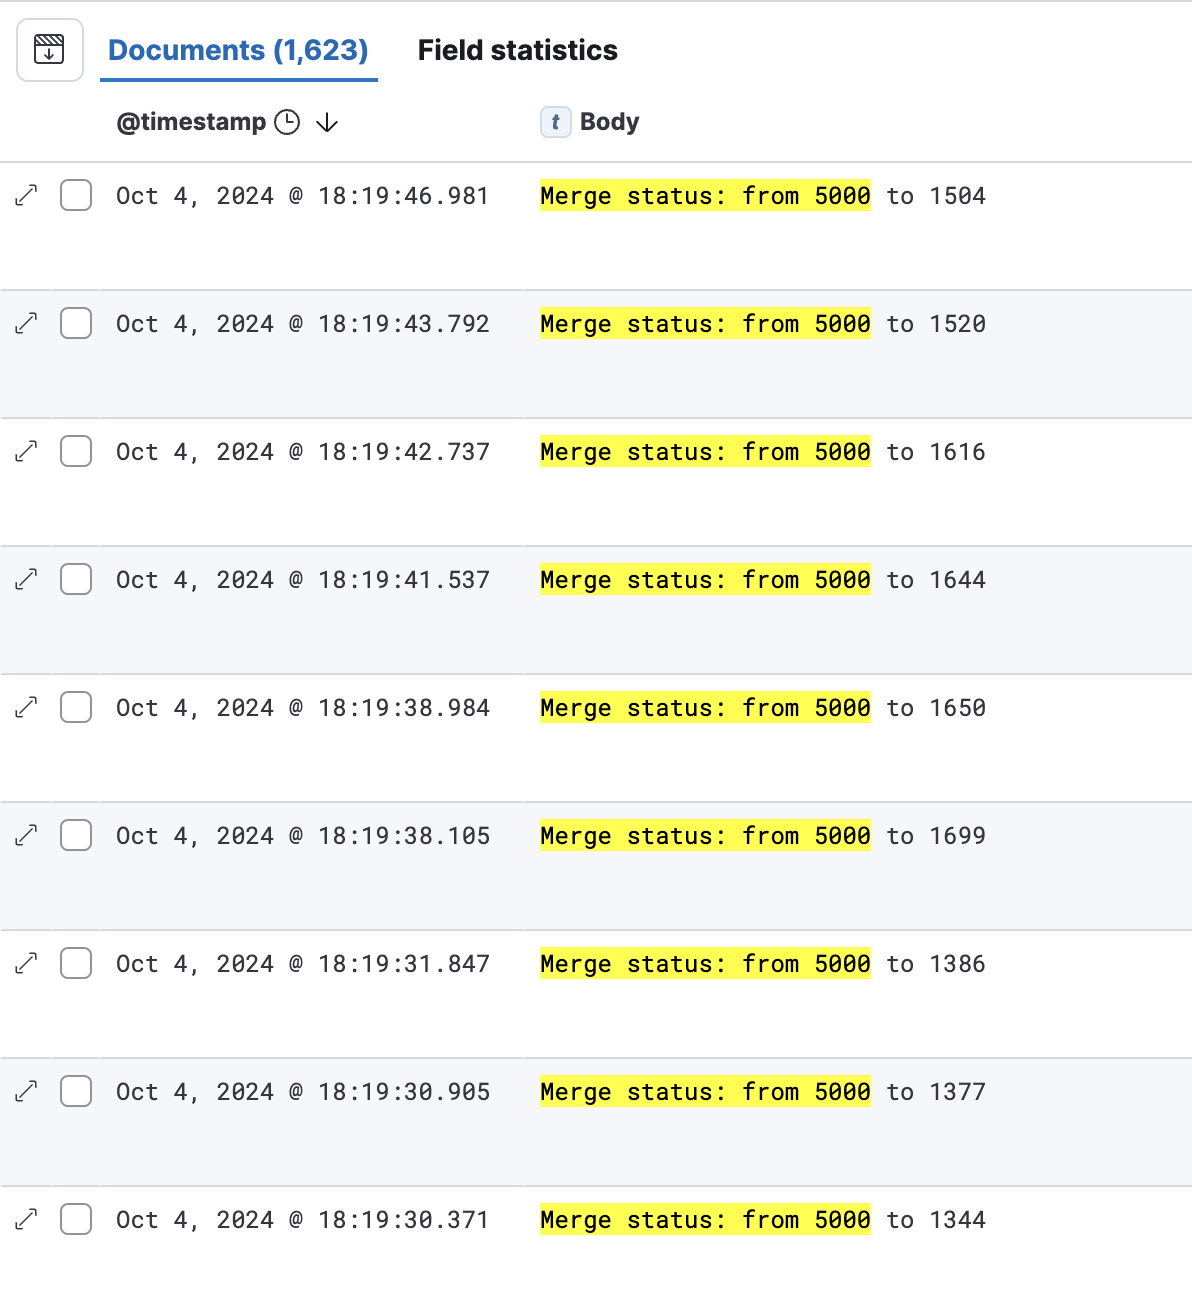 Documents (1,623) Field statistics
@timestamp t Body
Oct 4, 2024 @ 18:19:46.981 Merge status: from 5000 to 1504
Oct 4, 2024 @ 18:19:43.792 Merge status: from 5000 to 1520
Oct 4, 2024 @ 18:19:42.737 Merge status: from 5000 to 1616
Oct 4, 2024 @ 18:19:41.537 Merge status: from 5000 to 1644
Oct 4, 2024 @ 18:19:38.984 Merge status: from 5000 to 1650
Oct 4, 2024 @ 18:19:38.105 Merge status: from 5000 to 1699
Oct 4, 2024 @ 18:19:31.847 Merge status: from 5000 to 1386
Oct 4, 2024 @ 18:19:30.905 Merge status: from 5000 to 1377
Oct 4, 2024 @ 18:19:30.371 Merge status: from 5000 to 1344